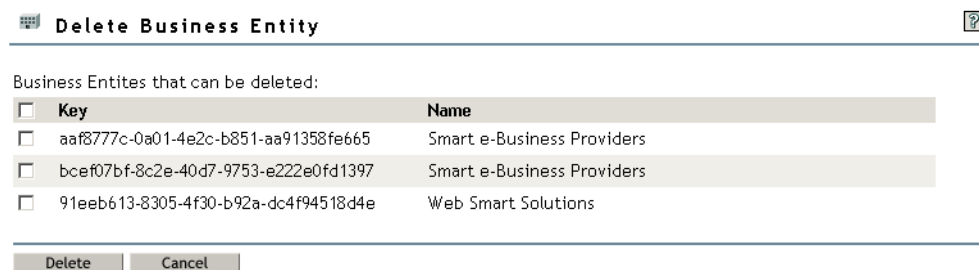 Delete Business Entity
?
Business Entites that can be deleted:
Key Name
aaf8777c-0a01-4e2c-b851-aa91358fe665 Smart e-Business Providers
bcef07bf-8c2e-40d7-9753-e222e0fd1397 Smart e-Business Providers
91eeb613-8305-4f30-b92a-dc4f94518d4e Web Smart Solutions
Delete Cancel